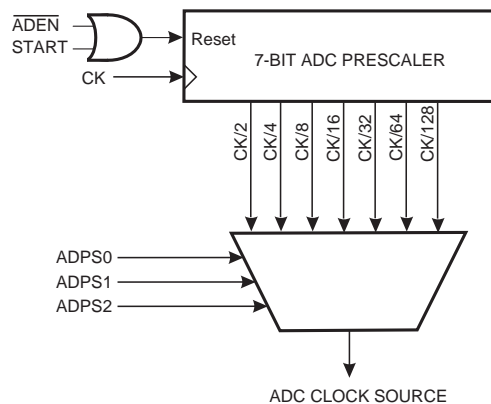 ADEN
START
Reset
7-BIT ADC PRESCALER
CK
CK/2
CK/4
CK/8
CK/16
CK/32
CK/64
CK/128
ADPS0
ADPS1
ADPS2
ADC CLOCK SOURCE